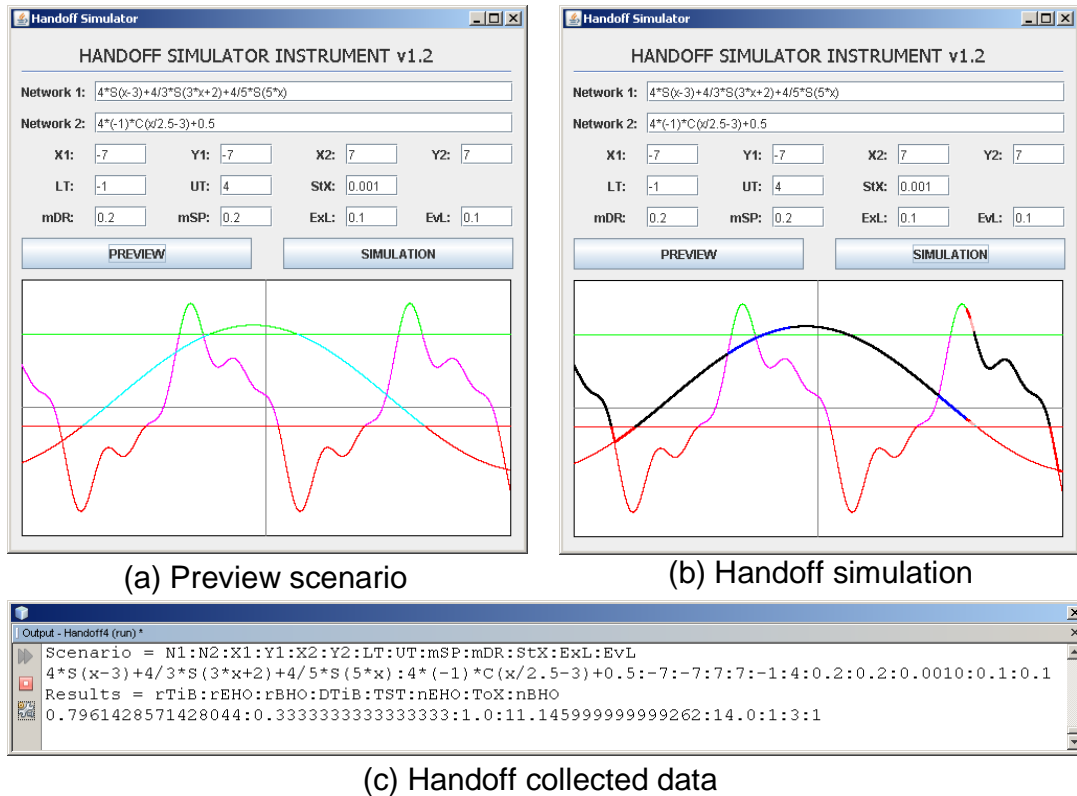 Handoff Simulator
HANDOFF SIMULATOR INSTRUMENT v1.2
Network 1: 4*S(x-3)+4/3*S(3*x+2)+4/5*S(5*x)
Network 2: 4*(-1)*C(x/2.5-3)+0.5
X1: -7 Y1: -7 X2: 7 Y2: 7
LT: -1 UT: 4 StX: 0.001
mDR: 0.2 mSP: 0.2 ExL: 0.1 EvL: 0.1
PREVIEW SIMULATION
(a) Preview scenario
Handoff Simulator
HANDOFF SIMULATOR INSTRUMENT v1.2
Network 1: 4*S(x-3)+4/3*S(3*x+2)+4/5*S(5*x)
Network 2: 4*(-1)*C(x/2.5-3)+0.5
X1: -7 Y1: -7 X2: 7 Y2: 7
LT: -1 UT: 4 StX: 0.001
mDR: 0.2 mSP: 0.2 ExL: 0.1 EvL: 0.1
PREVIEW SIMULATION
(b) Handoff simulation
Output - Handoff4 (run) *
Scenario = N1:N2:X1:Y1:X2:Y2:LT:UT:mSP:mDR:StX:ExL:EvL
4*S(x-3)+4/3*S(3*x+2)+4/5*S(5*x):4*(-1)*C(x/2.5-3)+0.5:-7:-7:7:7:-1:4:0.2:0.2:0.0010:0.1:0.1
Results = rTiB:rEHO:rBHO:DTiB:TST:nEHO:ToX:nBHO
0.7961428571428044:0.3333333333333333:1.0:11.145999999999262:14.0:1:3:1
(c) Handoff collected data